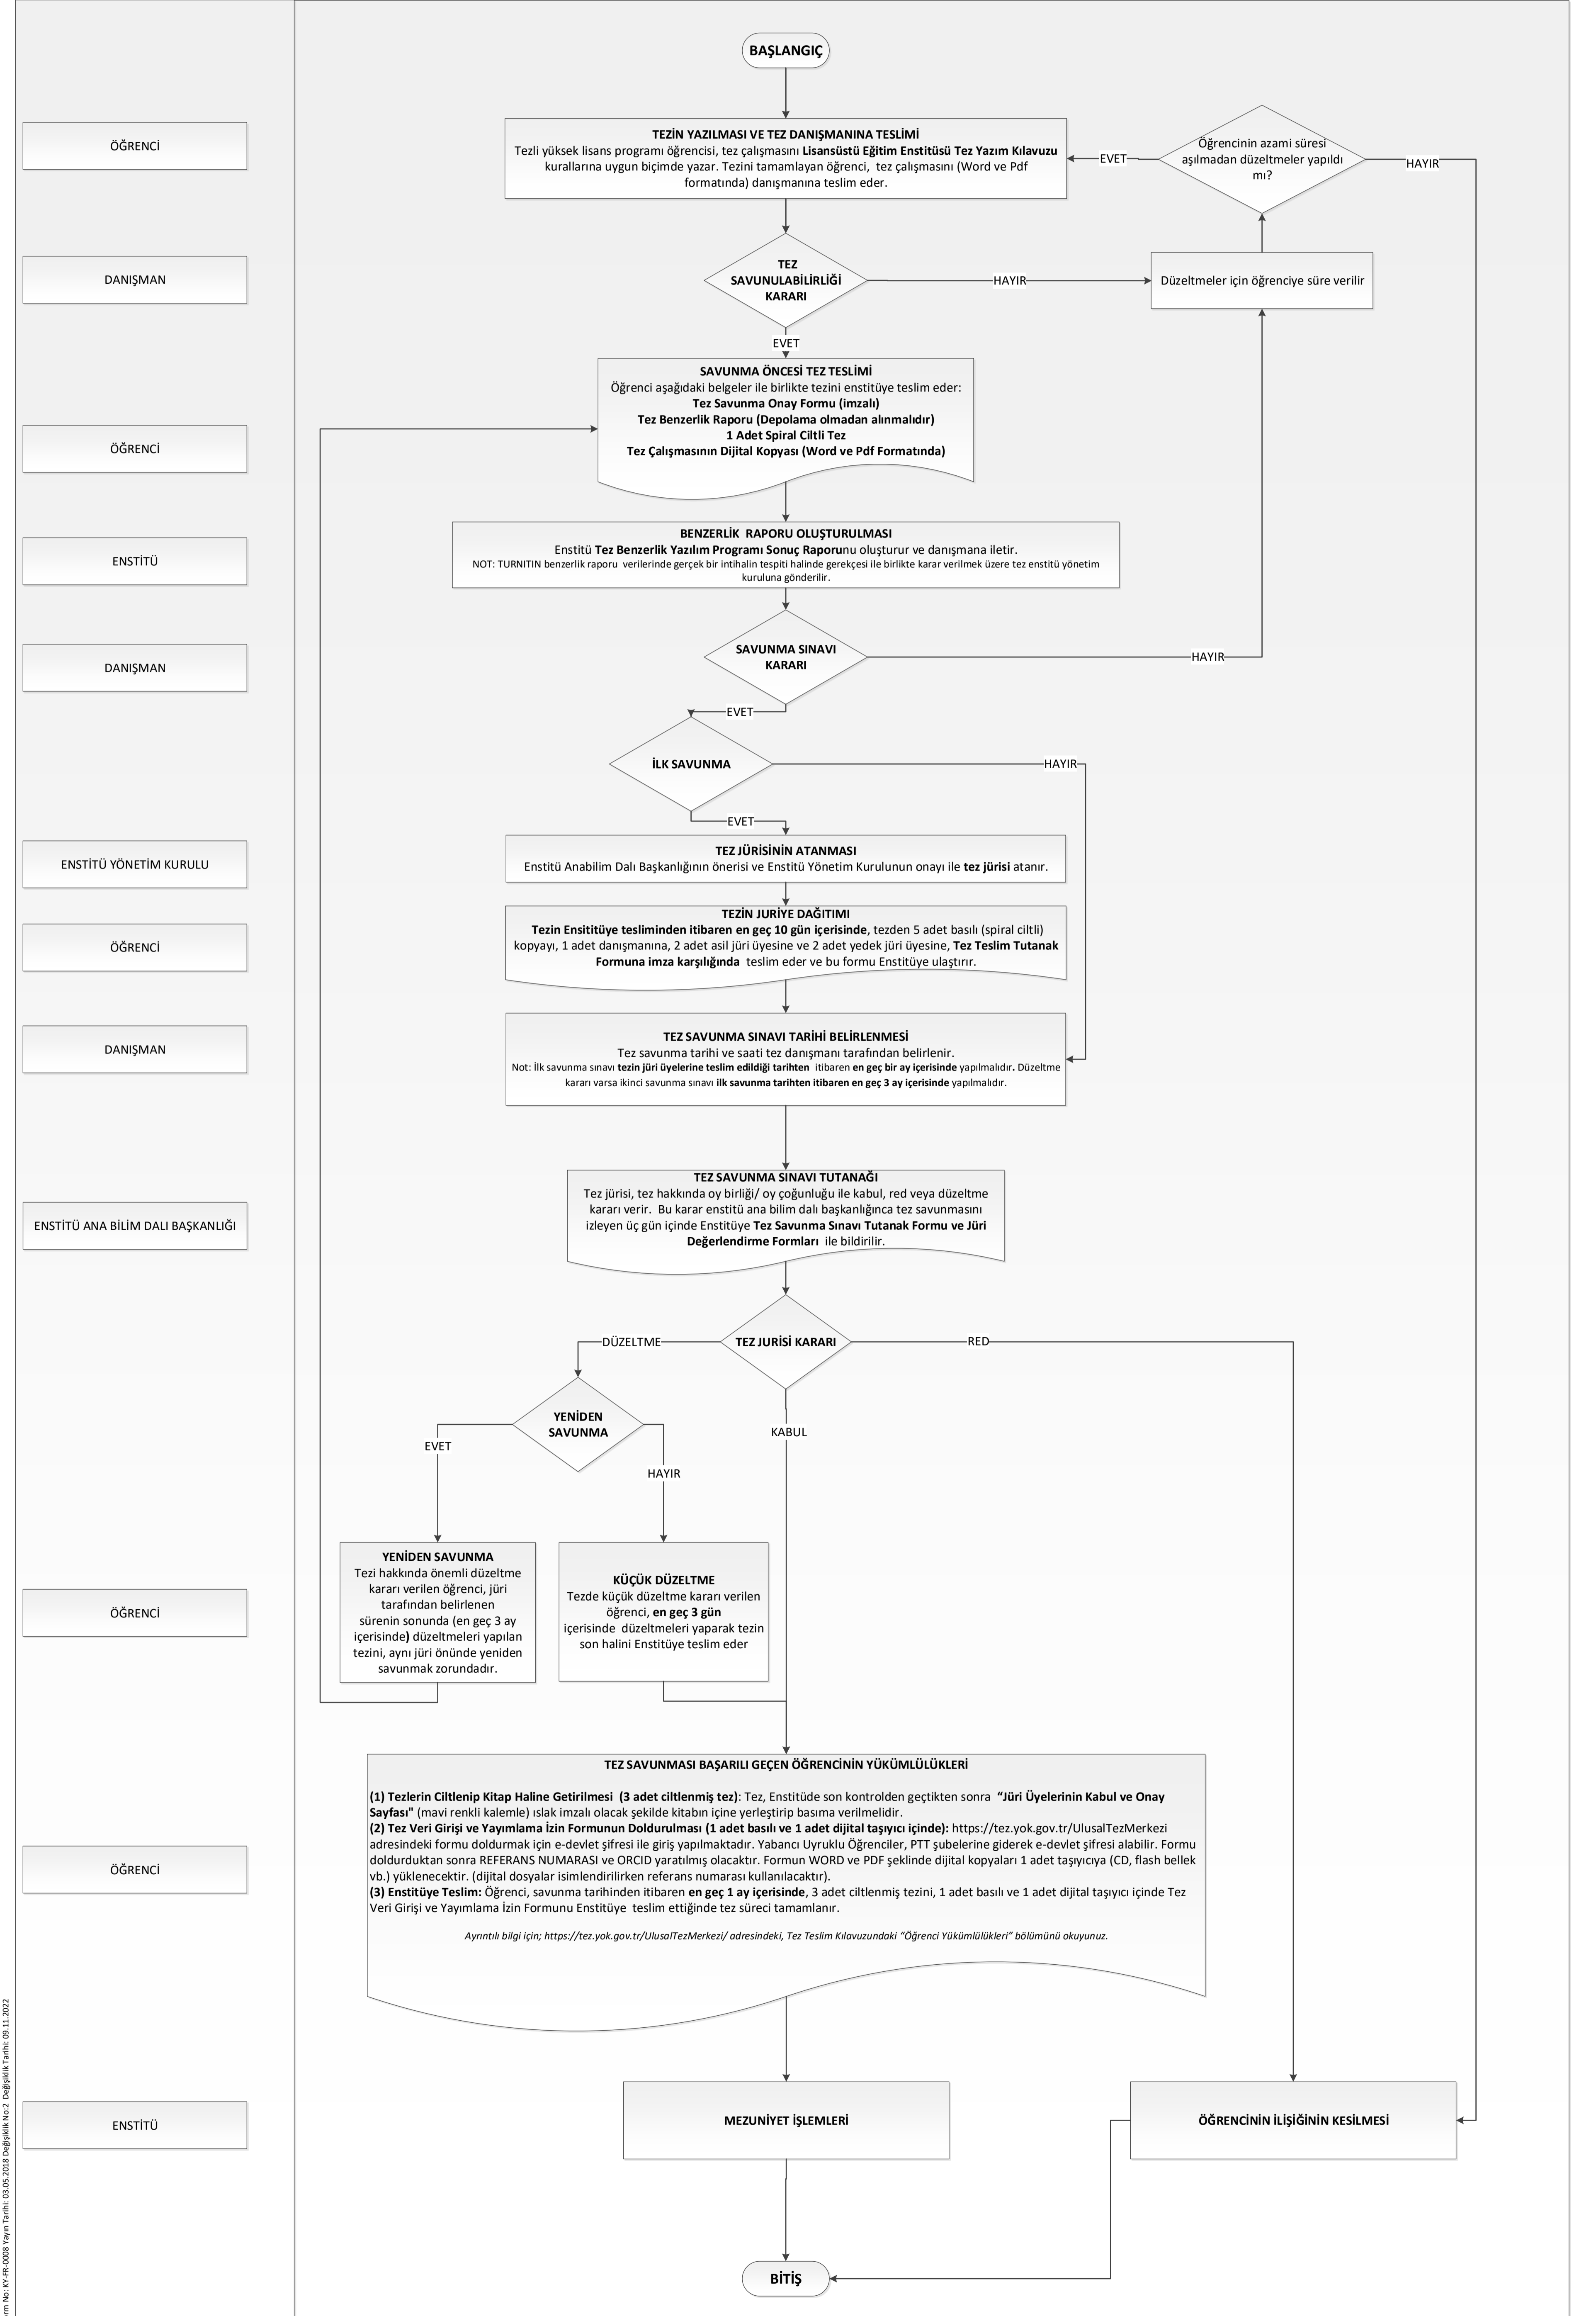 BAŞLANGIÇ
ÖĞRENCİ
TEZİN YAZILMASI VE TEZ DANIŞMANINA TESLİMİ
Tezli yüksek lisans programı öğrencisi, tez çalışmasını Lisansüstü Eğitim Enstitüsü Tez Yazım Kılavuzu
kurallarına uygun biçimde yazar. Tezini tamamlayan öğrenci,  tez çalışmasını (Word ve Pdf
formatında) danışmanına teslim eder.
EVET
Öğrencinin azami süresi
aşılmadan düzeltmeler yapıldı
mı?
HAYIR
DANIŞMAN
TEZ
SAVUNULABİLİRLİĞİ
KARARI
HAYIR
Düzeltmeler için öğrenciye süre verilir
EVET
ÖĞRENCİ
SAVUNMA ÖNCESİ TEZ TESLİMİ
Öğrenci aşağıdaki belgeler ile birlikte tezini enstitüye teslim eder:
Tez Savunma Onay Formu (imzalı)
Tez Benzerlik Raporu (Depolama olmadan alınmalıdır)
1 Adet Spiral Ciltli Tez
Tez Çalışmasının Dijital Kopyası (Word ve Pdf Formatında)
ENSTİTÜ
BENZERLİK  RAPORU OLUŞTURULMASI
Enstitü Tez Benzerlik Yazılım Programı Sonuç Raporunu oluşturur ve danışmana iletir.
NOT: TURNITIN benzerlik raporu  verilerinde gerçek bir intihalin tespiti halinde gerekçesi ile birlikte karar verilmek üzere tez enstitü yönetim
kuruluna gönderilir.
DANIŞMAN
SAVUNMA SINAVI
KARARI
HAYIR
EVET
İLK SAVUNMA
HAYIR
EVET
ENSTİTÜ YÖNETİM KURULU
TEZ JÜRİSİNİN ATANMASI
Enstitü Anabilim Dalı Başkanlığının önerisi ve Enstitü Yönetim Kurulunun onayı ile tez jürisi atanır.
ÖĞRENCİ
TEZİN JURİYE DAĞITIMI
Tezin Ensititüye tesliminden itibaren en geç 10 gün içerisinde, tezden 5 adet basılı (spiral ciltli)
kopyayı, 1 adet danışmanına, 2 adet asil jüri üyesine ve 2 adet yedek jüri üyesine, Tez Teslim Tutanak
Formuna imza karşılığında  teslim eder ve bu formu Enstitüye ulaştırır.
DANIŞMAN
TEZ SAVUNMA SINAVI TARİHİ BELİRLENMESİ
Tez savunma tarihi ve saati tez danışmanı tarafından belirlenir.
Not: İlk savunma sınavı tezin jüri üyelerine teslim edildiği tarihten  itibaren en geç bir ay içerisinde yapılmalıdır. Düzeltme
kararı varsa ikinci savunma sınavı ilk savunma tarihten itibaren en geç 3 ay içerisinde yapılmalıdır.
ENSTİTÜ ANA BİLİM DALI BAŞKANLIĞI
TEZ SAVUNMA SINAVI TUTANAĞI
Tez jürisi, tez hakkında oy birliği/ oy çoğunluğu ile kabul, red veya düzeltme
kararı verir.  Bu karar enstitü ana bilim dalı başkanlığınca tez savunmasını
izleyen üç gün içinde Enstitüye Tez Savunma Sınavı Tutanak Formu ve Jüri
Değerlendirme Formları  ile bildirilir.
DÜZELTME
TEZ JURİSİ KARARI
RED
YENİDEN
SAVUNMA
KABUL
EVET
HAYIR
ÖĞRENCİ
YENİDEN SAVUNMA
Tezi hakkında önemli düzeltme
kararı verilen öğrenci, jüri
tarafından belirlenen
sürenin sonunda (en geç 3 ay
içerisinde) düzeltmeleri yapılan
tezini, aynı jüri önünde yeniden
savunmak zorundadır.
KÜÇÜK DÜZELTME
Tezde küçük düzeltme kararı verilen
öğrenci, en geç 3 gün
içerisinde  düzeltmeleri yaparak tezin
son halini Enstitüye teslim eder
ÖĞRENCİ
TEZ SAVUNMASI BAŞARILI GEÇEN ÖĞRENCİNİN YÜKÜMLÜLÜKLERİ
(1) Tezlerin Ciltlenip Kitap Haline Getirilmesi  (3 adet ciltlenmiş tez): Tez, Enstitüde son kontrolden geçtikten sonra  “Jüri Üyelerinin Kabul ve Onay
Sayfası" (mavi renkli kalemle) ıslak imzalı olacak şekilde kitabın içine yerleştirip basıma verilmelidir.
(2) Tez Veri Girişi ve Yayımlama İzin Formunun Doldurulması (1 adet basılı ve 1 adet dijital taşıyıcı içinde): https://tez.yok.gov.tr/UlusalTezMerkezi
adresindeki formu doldurmak için e-devlet şifresi ile giriş yapılmaktadır. Yabancı Uyruklu Öğrenciler, PTT şubelerine giderek e-devlet şifresi alabilir. Formu
doldurduktan sonra REFERANS NUMARASI ve ORCID yaratılmış olacaktır. Formun WORD ve PDF şeklinde dijital kopyaları 1 adet taşıyıcıya (CD, flash bellek
vb.) yüklenecektir. (dijital dosyalar isimlendirilirken referans numarası kullanılacaktır).
(3) Enstitüye Teslim: Öğrenci, savunma tarihinden itibaren en geç 1 ay içerisinde, 3 adet ciltlenmiş tezini, 1 adet basılı ve 1 adet dijital taşıyıcı içinde Tez
Veri Girişi ve Yayımlama İzin Formunu Enstitüye  teslim ettiğinde tez süreci tamamlanır.
Ayrıntılı bilgi için; https://tez.yok.gov.tr/UlusalTezMerkezi/ adresindeki, Tez Teslim Kılavuzundaki “Öğrenci Yükümlülükleri” bölümünü okuyunuz.
ENSTİTÜ
MEZUNİYET İŞLEMLERİ
ÖĞRENCİNİN İLİŞİĞİNİN KESİLMESİ
BİTİŞ
No: KY-FR-0008 Yayın Tarihi: 03.05.2018 Değişiklik No:2  Değişiklik Tarihi: 09.11.2022